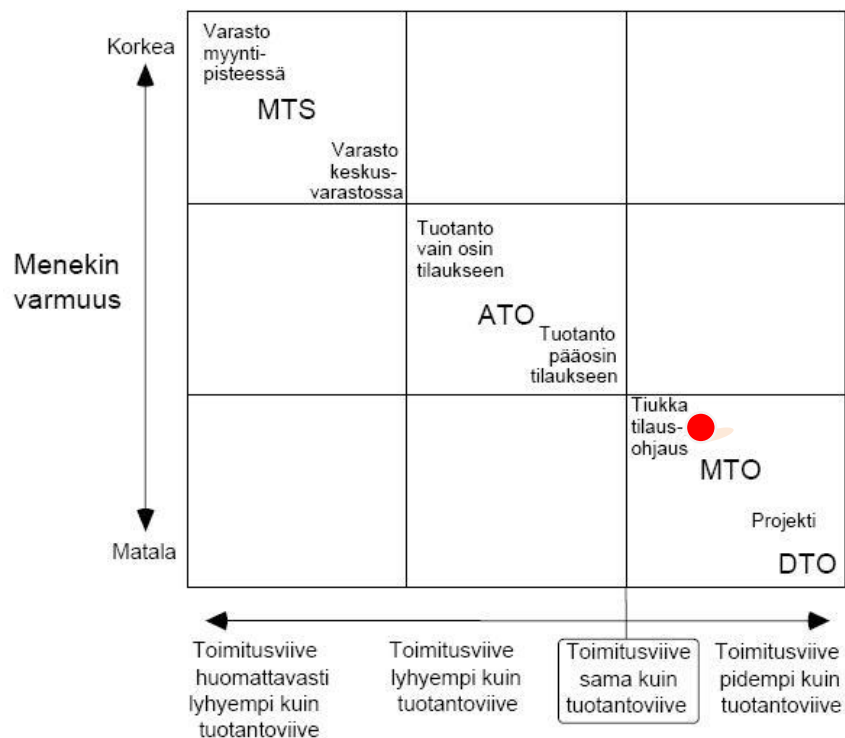 Korkea
Menekin
varmuus
Matala
Varasto
myynti-
pisteessä
MTS
Varasto
keskus-
varastossa
Tuotanto
vain osin
tilaukseen
ATO
Tuotanto
pääosin
tilaukseen
Tiukka
tilaus-
ohjaus
MTO
Projekti
DTO
Toimitusviive
huomattavasti
lyhyempi kuin
tuotantoviive
Toimitusviive
lyhyempi kuin
tuotantoviive
Toimitusviive
sama kuin
tuotantoviive
Toimitusviive
pidempi kuin
tuotantoviive